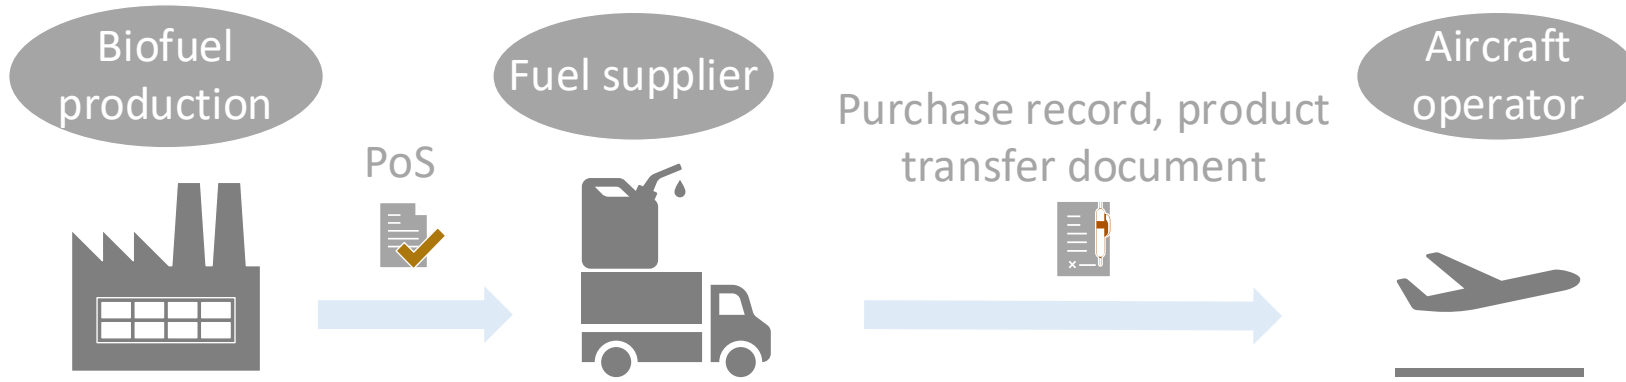 Biofuel
production
PoS
Fuel supplier
Purchase record, product
transfer document
Aircraft
operator